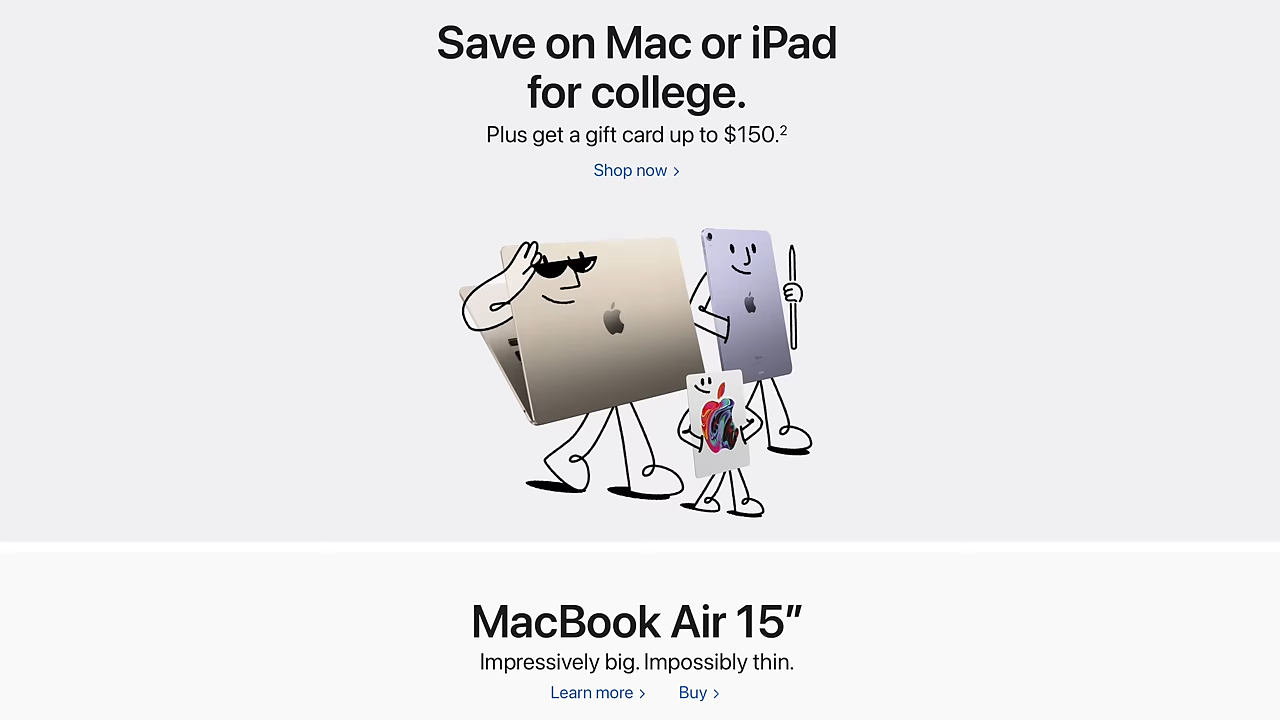 Save on Mac or iPad
for college.
Plus get a gift card up to $150.²
Shop now >
MacBook Air 15″
Impressively big. Impossibly thin.
Learn more > Buy >